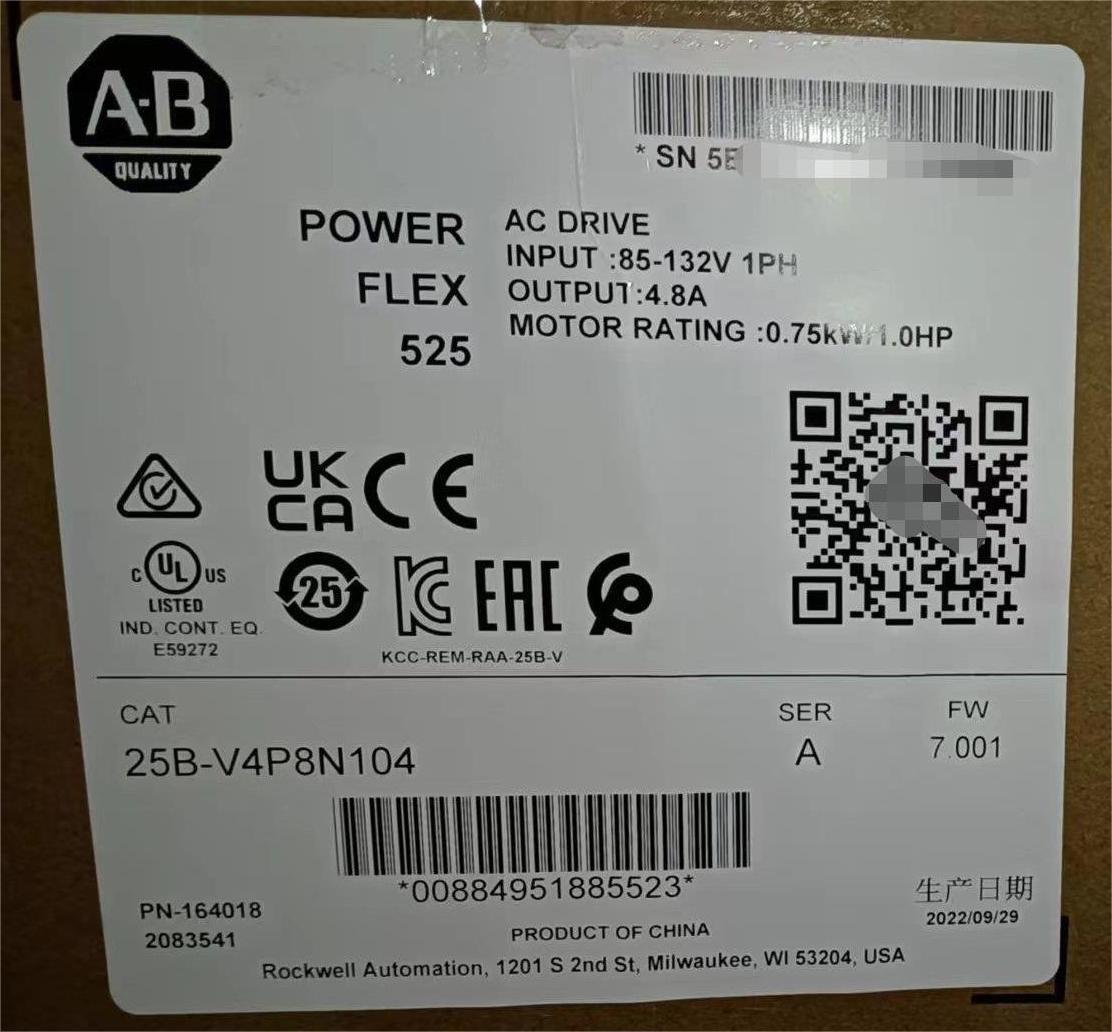 A-B
QUALITY
* SN 5E
POWER
FLEX
525
AC DRIVE
INPUT :85-132V 1PH
OUTPUT:4.8A
MOTOR RATING :0.75kW/1.0HP
UK
CA
CE
C UL US
LISTED
IND. CONT. EQ.
E59272
25
KC
EAC
KCC-REM-RAA-25B-V
CAT
25B-V4P8N104
SER
A
FW
7.001
*00884951885523*
PN-164018
2083541
生产日期
2022/09/29
PRODUCT OF CHINA
Rockwell Automation, 1201 S 2nd St, Milwaukee, WI 53204, USA